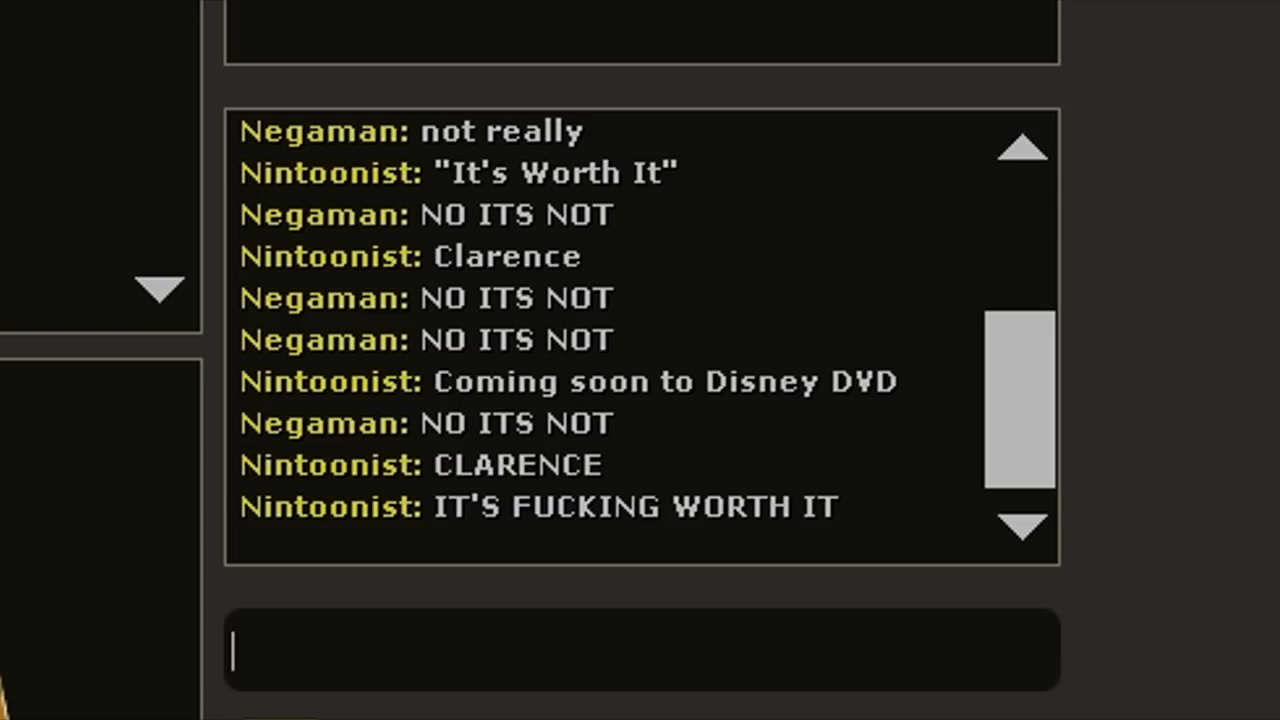 Negaman: not really
Nintoonist: "It's Worth It"
Negaman: NO ITS NOT
Nintoonist: Clarence
Negaman: NO ITS NOT
Negaman: NO ITS NOT
Nintoonist: Coming soon to Disney DVD
Negaman: NO ITS NOT
Nintoonist: CLARENCE
Nintoonist: IT'S FUCKING WORTH IT